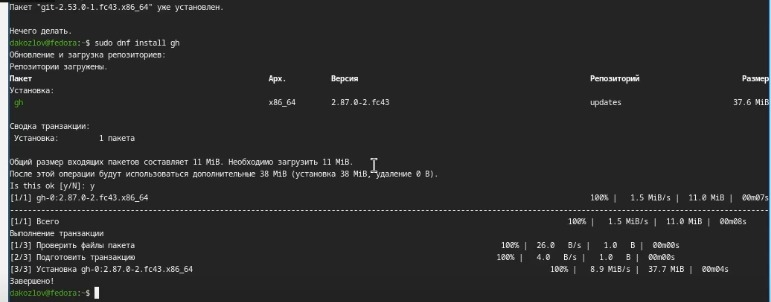 Пакет "git-2.53.0-1.fc43.x86_64" уже установлен.
Нечего делать.
dakozlov@fedora:~$ sudo dnf install gh
Обновление и загрузка репозиториев:
Репозитории загружены.
Пакет Арх. Версия Репозиторий Размер
Установка:
gh x86_64 2.87.0-2.fc43 updates 37.6 MiB
Сводка транзакции:
Установка: 1 пакета
Общий размер входящих пакетов составляет 11 MiB. Необходимо загрузить 11 MiB.
После этой операции будут использоваться дополнительные 38 MiB (установка 38 MiB, удаление 0 B).
Is this ok [y/N]: y
[1/1] gh-0:2.87.0-2.fc43.x86_64 100% | 1.5 MiB/s | 11.0 MiB | 00m07s
--------------------------------------------------------------------------------
[1/1] Всего 100% | 1.5 MiB/s | 11.0 MiB | 00m08s
Выполнение транзакции
[1/3] Проверить файлы пакета 100% | 26.0 B/s | 1.0 B | 00m00s
[2/3] Подготовить транзакцию 100% | 4.0 B/s | 1.0 B | 00m00s
[3/3] Установка gh-0:2.87.0-2.fc43.x86_64 100% | 8.9 MiB/s | 37.7 MiB | 00m04s
Завершено!
dakozlov@fedora:~$